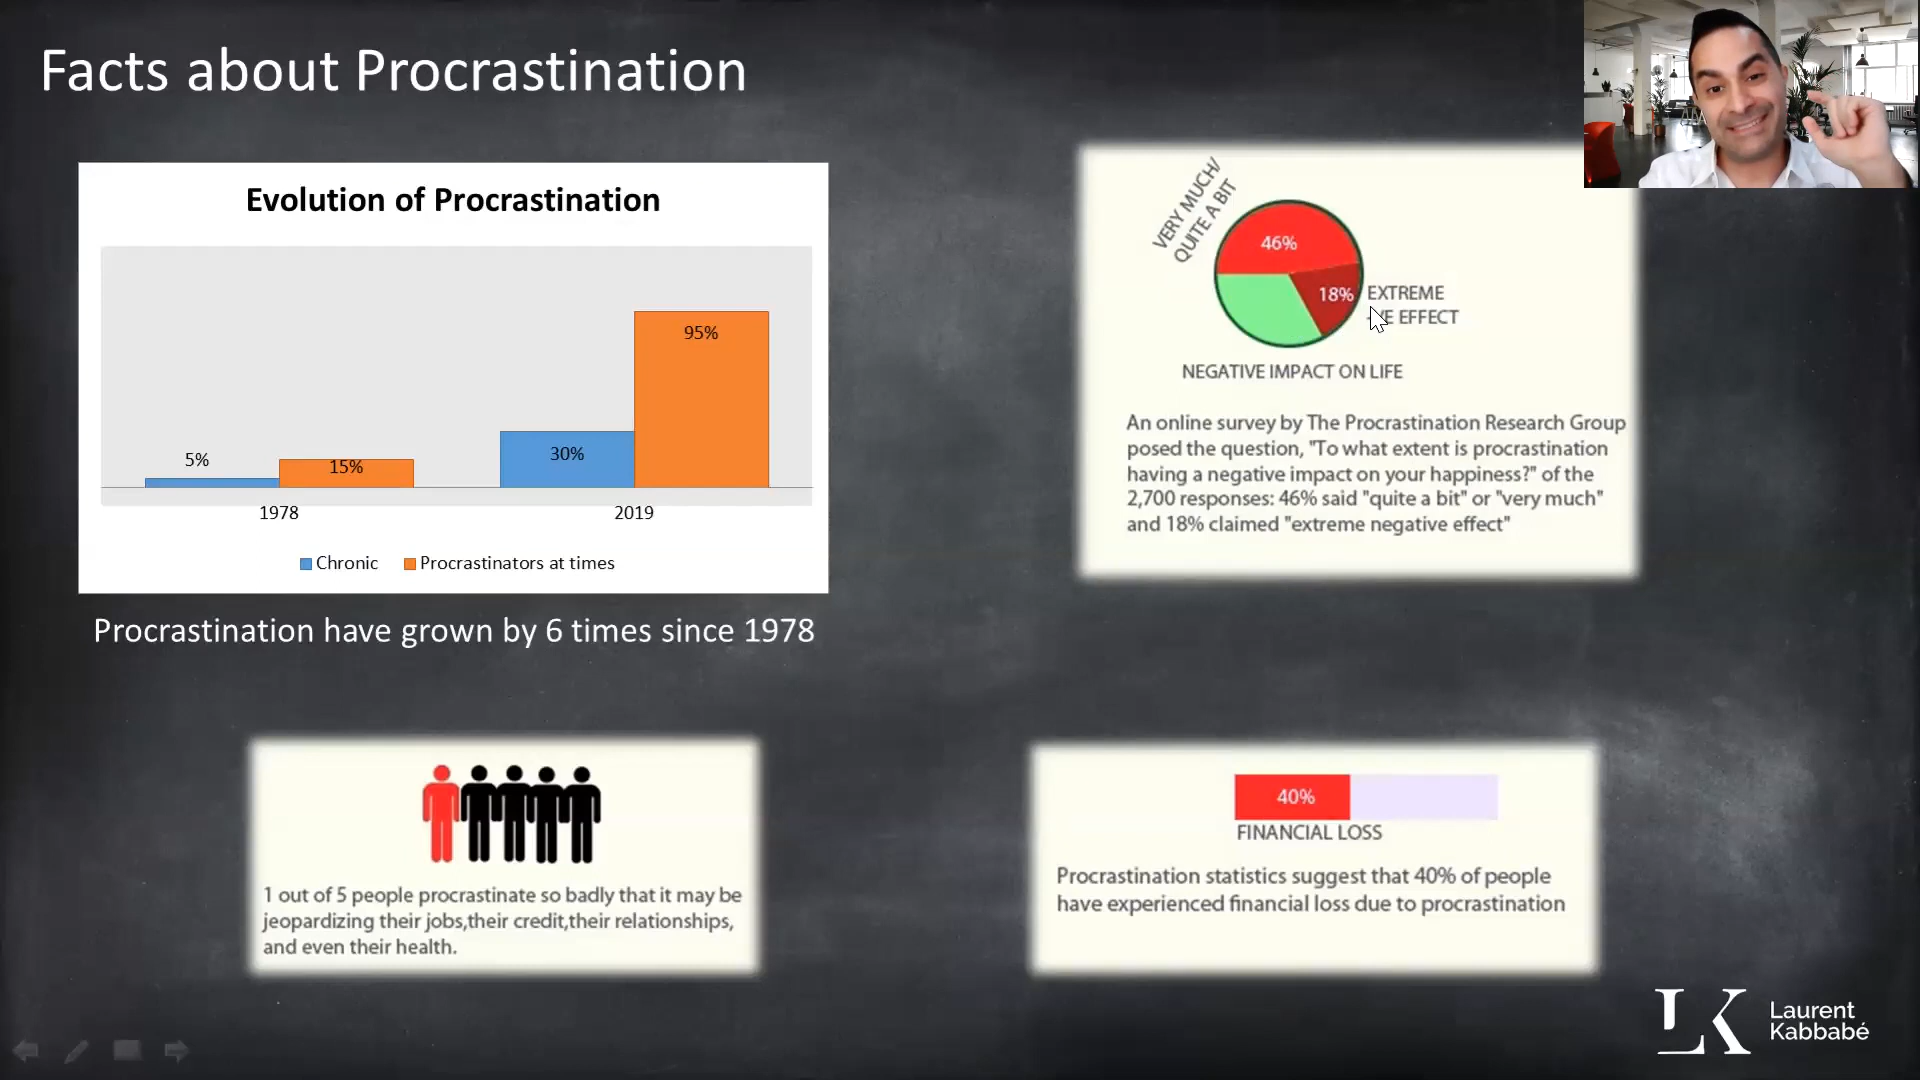 Facts about Procrastination
Evolution of Procrastination
5%
15%
30%
95%
1978
2019
Chronic
Procrastinators at times
Procrastination have grown by 6 times since 1978
VERY MUCH/
QUITE A BIT
46%
18%
EXTREME
EFFECT
NEGATIVE IMPACT ON LIFE
An online survey by The Procrastination Research Group
posed the question, "To what extent is procrastination
having a negative impact on your happiness?" of the
2,700 responses: 46% said "quite a bit" or "very much"
and 18% claimed "extreme negative effect"
1 out of 5 people procrastinate so badly that it may be
jeopardizing their jobs,their credit,their relationships,
and even their health.
40%
FINANCIAL LOSS
Procrastination statistics suggest that 40% of people
have experienced financial loss due to procrastination
LK
Laurent
Kabbabé